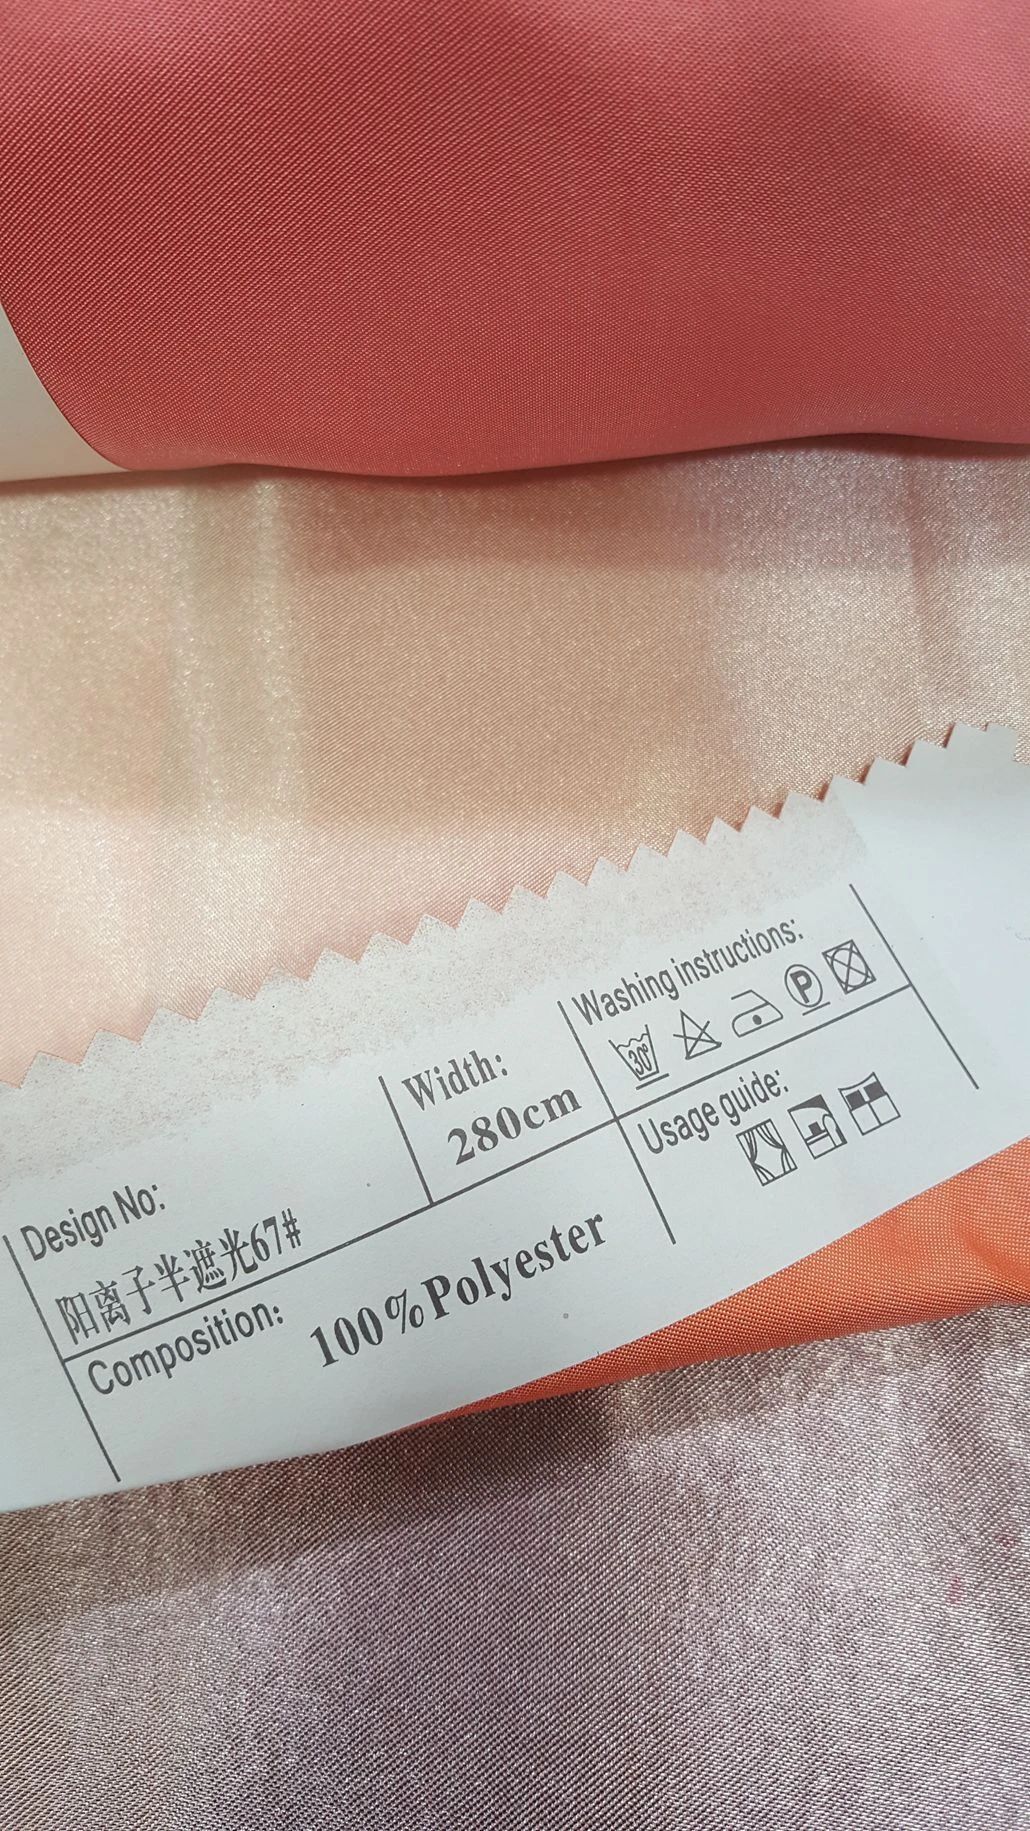 Design No:
阳离子半遮光67#
Width:
280cm
Composition:
100%Polyester
Washing instructions:
30°
P
Usage guide: